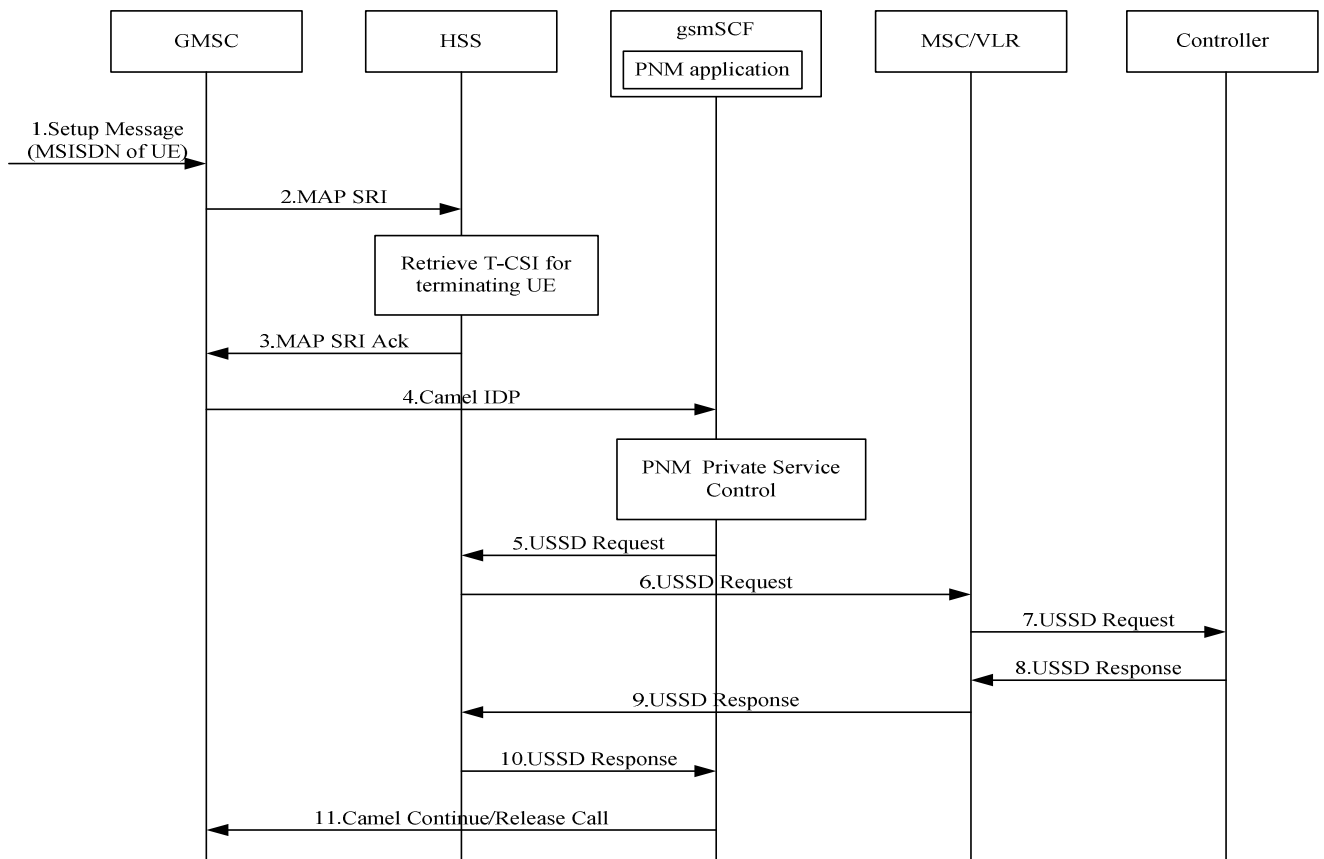 GMSC
HSS
gsmSCF
PNM application
MSC/VLR
Controller
1.Setup Message
(MSISDN of UE)
2.MAP SRI
Retrieve T-CSI for
terminating UE
3.MAP SRI Ack
4.Camel IDP
PNM Private Service
Control
5.USSD Request
6.USSD Request
7.USSD Request
8.USSD Response
9.USSD Response
10.USSD Response
11.Camel Continue/Release Call